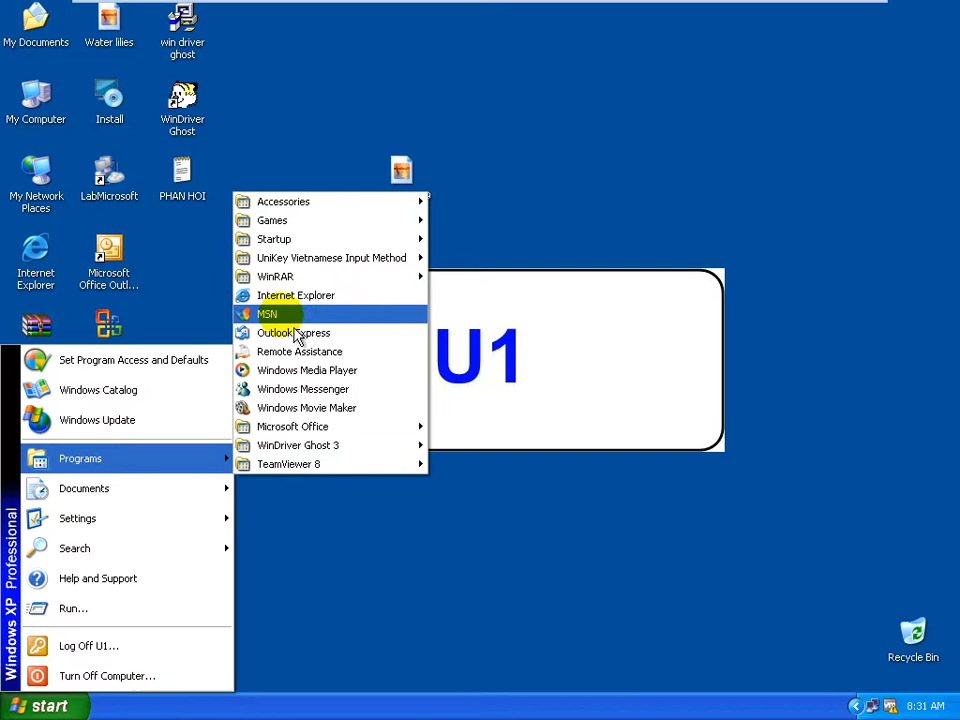 My Documents
Water lilies
win driver
ghost
My Computer
Install
WinDriver
Ghost
My Network
Places
LabMicrosoft
PHAN HOI
Internet
Explorer
Microsoft
Office Outl...
U1
Accessories
Games
Startup
UniKey Vietnamese Input Method
WinRAR
Internet Explorer
MSN
Outlook Express
Remote Assistance
Windows Media Player
Windows Messenger
Windows Movie Maker
Microsoft Office
WinDriver Ghost 3
TeamViewer 8
Set Program Access and Defaults
Windows Catalog
Windows Update
Programs
Documents
Settings
Search
Help and Support
Run...
Log Off U1...
Turn Off Computer...
Windows XP Professional
Recycle Bin
start
8:31 AM